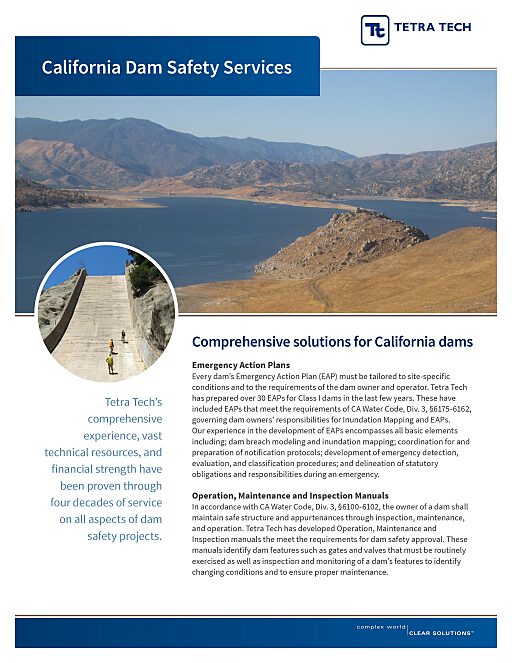 Tt TETRA TECH
California Dam Safety Services
Comprehensive solutions for California dams
Emergency Action Plans
Every dam's Emergency Action Plan (EAP) must be tailored to site-specific
conditions and to the requirements of the dam owner and operator. Tetra Tech
has prepared over 30 EAPs for Class I dams in the last few years. These have
included EAPs that meet the requirements of CA Water Code, Div. 3, §6175-6162,
governing dam owners' responsibilities for Inundation Mapping and EAPs.
Our experience in the development of EAPs encompasses all basic elements
including; dam breach modeling and inundation mapping; coordination for and
preparation of notification protocols; development of emergency detection,
evaluation, and classification procedures; and delineation of statutory
obligations and responsibilities during an emergency.
Operation, Maintenance and Inspection Manuals
In accordance with CA Water Code, Div. 3, §6100-6102, the owner of a dam shall
maintain safe structure and appurtenances through inspection, maintenance,
and operation. Tetra Tech has developed Operation, Maintenance and
Inspection manuals the meet the requirements for dam safety approval. These
manuals identify dam features such as gates and valves that must be routinely
exercised as well as inspection and monitoring of a dam's features to identify
changing conditions and to ensure proper maintenance.
Tetra Tech's
comprehensive
experience, vast
technical resources, and
financial strength have
been proven through
four decades of service
on all aspects of dam
safety projects.
complex world
CLEAR SOLUTIONS™